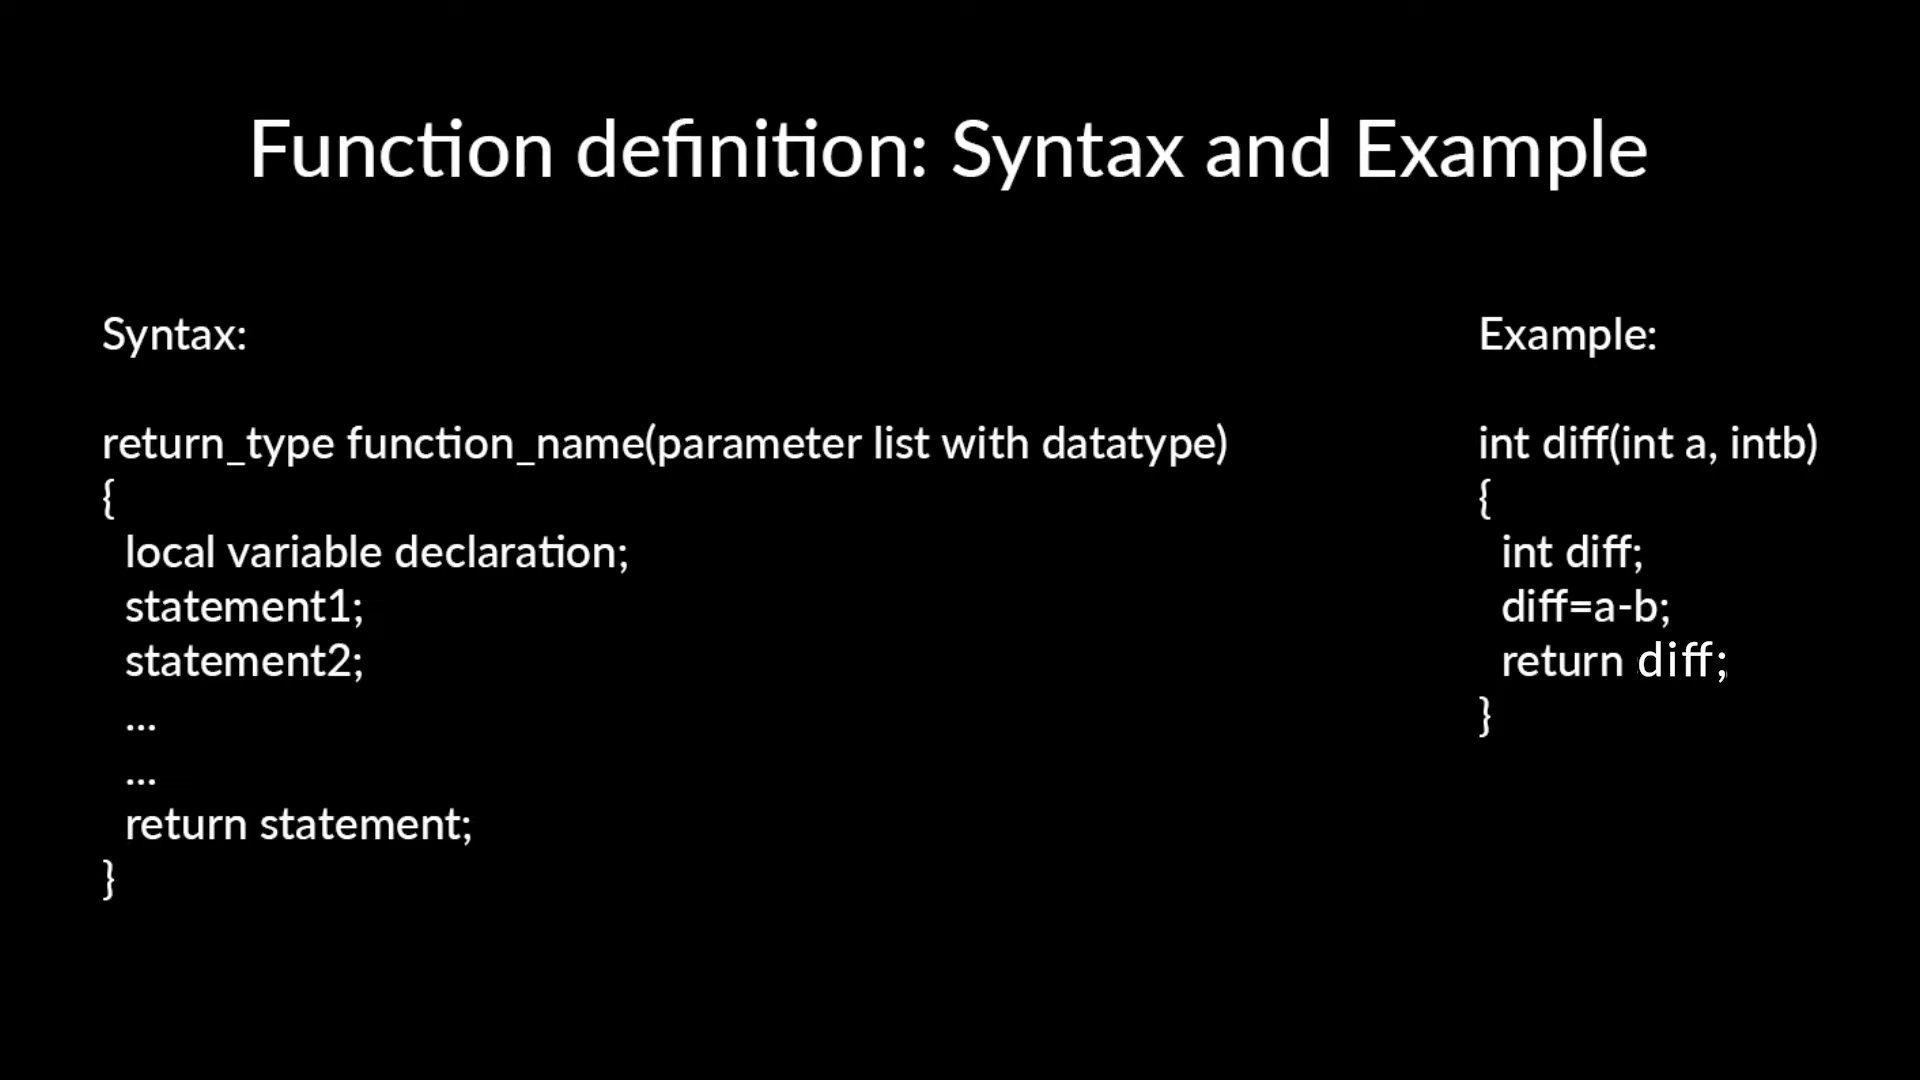 Function definition: Syntax and Example
Syntax:
return_type function_name(parameter list with datatype)
{
local variable declaration;
statement1;
statement2;
...
...
return statement;
}
Example:
int diff(int a, intb)
{
int diff;
diff=a-b;
return diff;
}